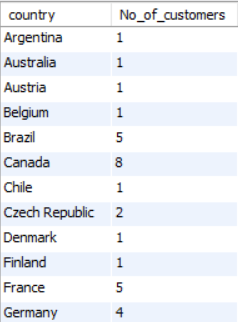 country No_of_customers
Argentina 1
Australia 1
Austria 1
Belgium 1
Brazil 5
Canada 8
Chile 1
Czech Republic 2
Denmark 1
Finland 1
France 5
Germany 4